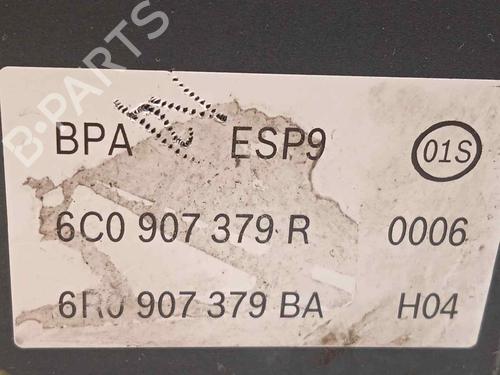 B-PARTS
BPA ESP9 01S
6C0 907 379 R 0006
6R0 907 379 BA H04